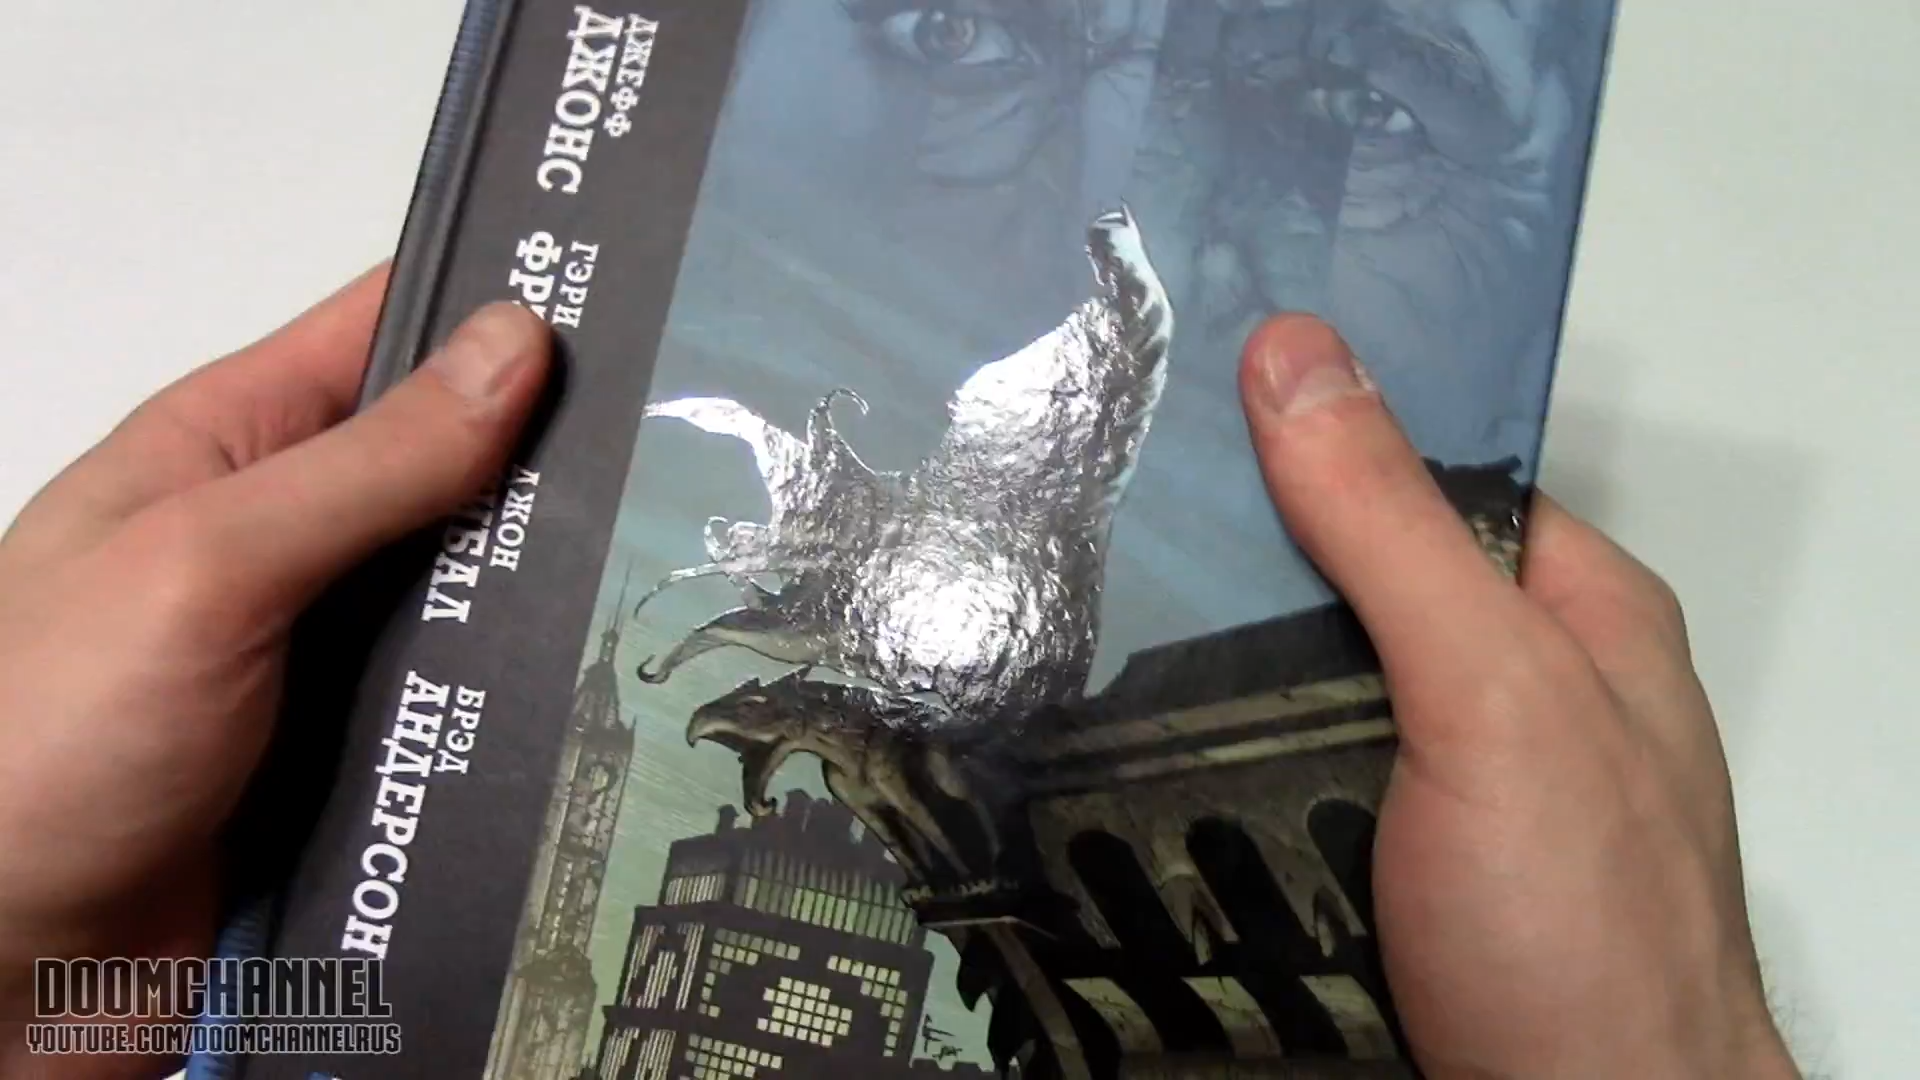 ДЖЕФФ
ДЖОНС
ГЭРИ
ДЖОН
БРЭД
АНДЕРСОН
DOOMCHANNEL
YOUTUBE.COM/DOOMCHANNELRUS